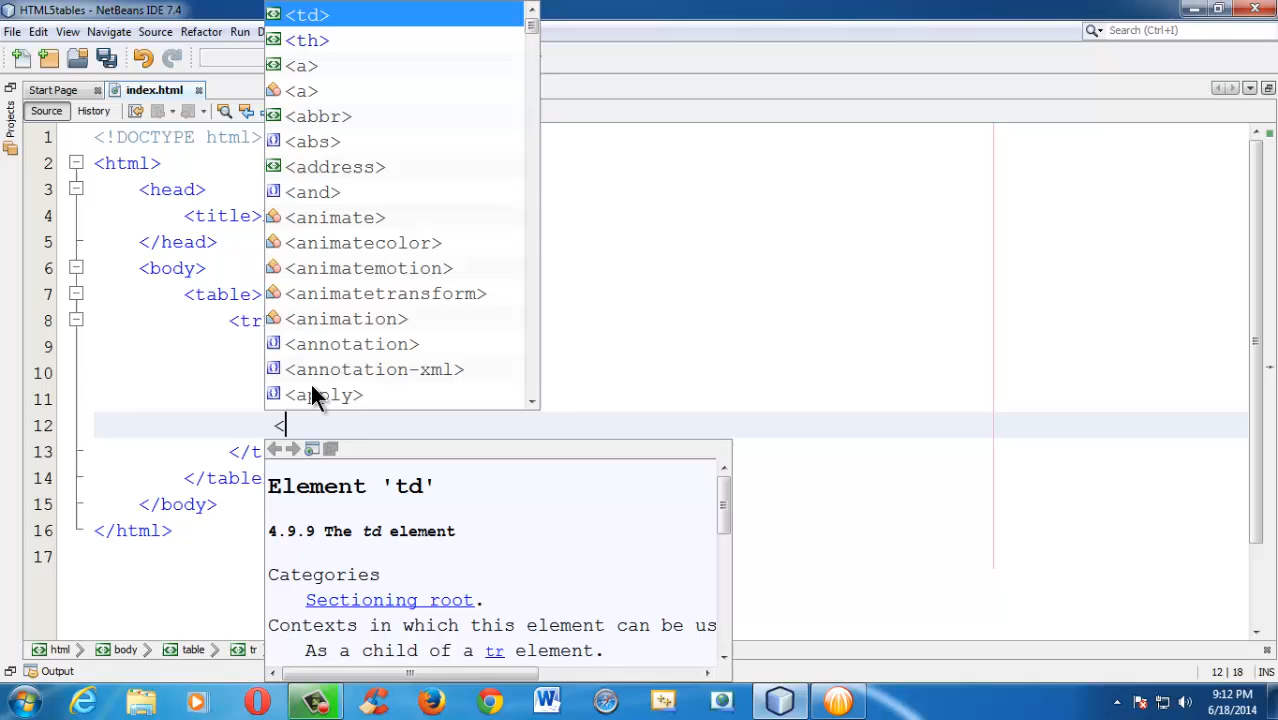 HTML5tables - NetBeans IDE 7.4
File Edit View Navigate Source Refactor Run D
Search (Ctrl+I)
Start Page
index.html
Source History
Projects
1 <!DOCTYPE html>
2 <html>
3 <head>
4 <title>
5 </head>
6 <body>
7 <table>
8 <tr
9
10
11
12 <
13 </t
14 </table
15 </body>
16 </html>
17
<td>
<th>
<a>
<a>
<abbr>
<abs>
<address>
<and>
<animate>
<animatecolor>
<animatemotion>
<animatetransform>
<animation>
<annotation>
<annotation-xml>
<apply>
Element 'td'
4.9.9 The td element
Categories
Sectioning root.
Contexts in which this element can be us
As a child of a tr element.
html body table tr
Output
12 | 18 INS
9:12 PM
6/18/2014